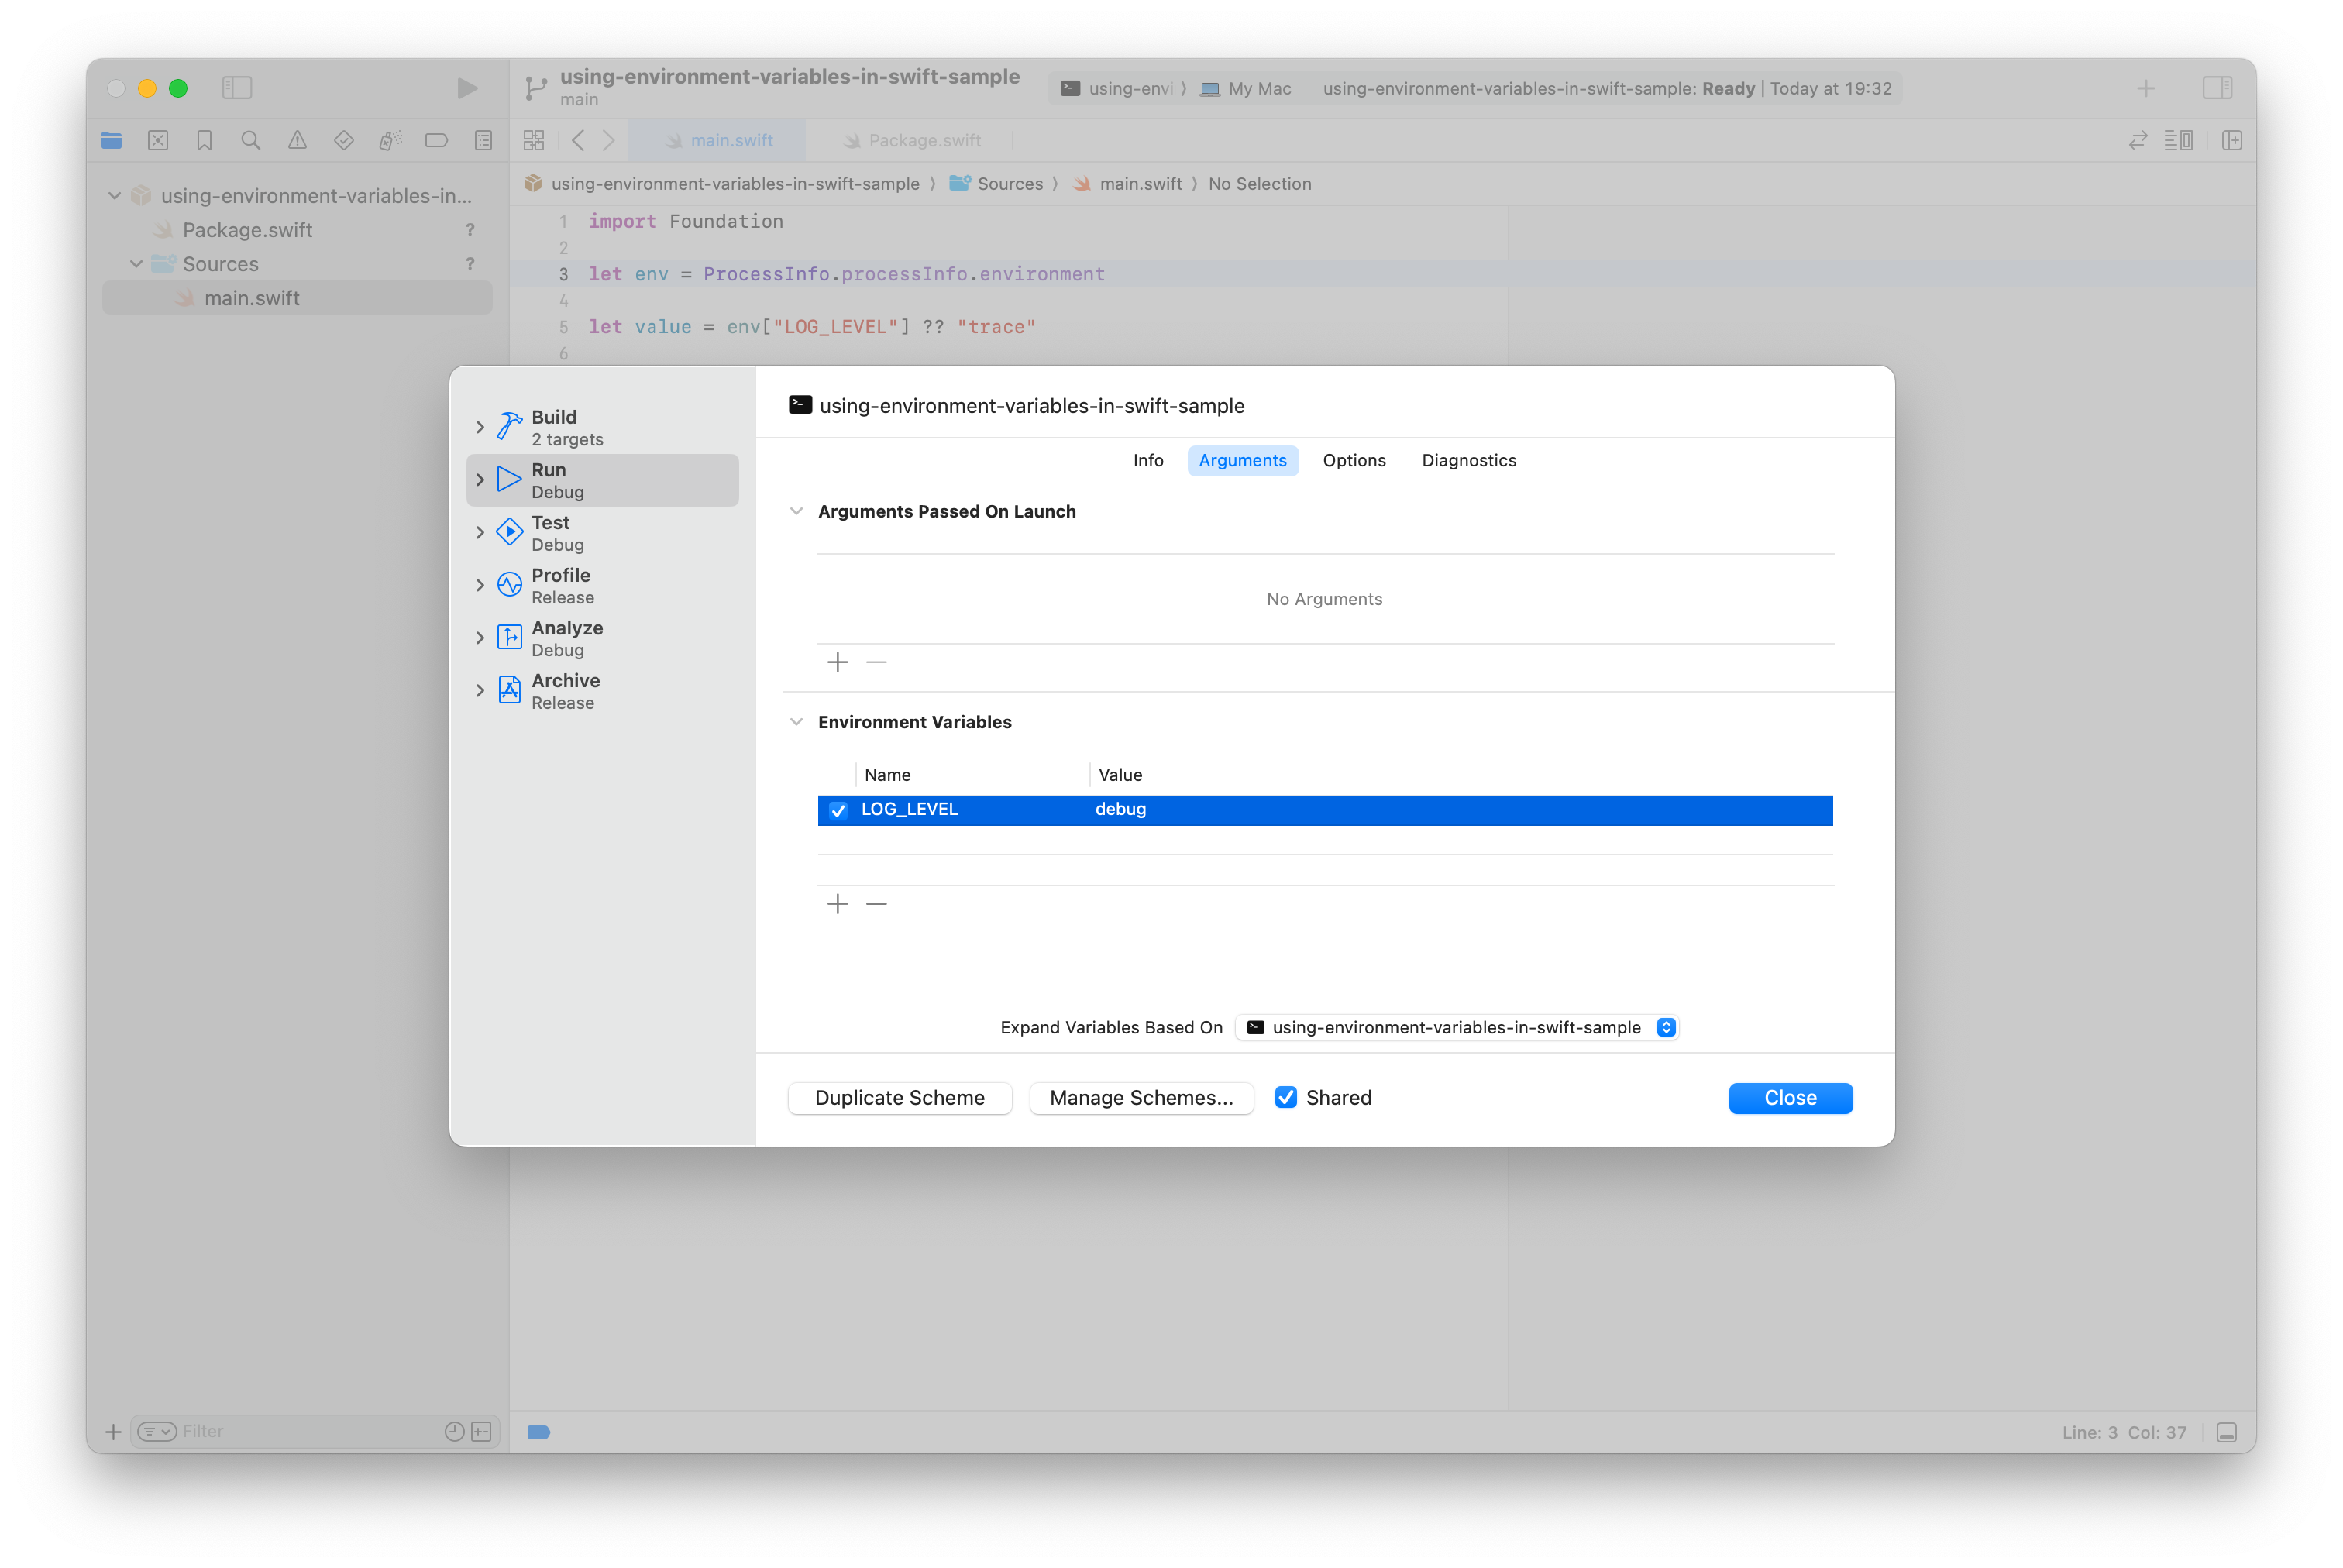 using-environment-variables-in-swift-sample
main
using-envi
My Mac
using-environment-variables-in-swift-sample: Ready | Today at 19:32
main.swift
Package.swift
using-environment-variables-in...
Package.swift ?
Sources ?
main.swift
using-environment-variables-in-swift-sample ⟩ Sources ⟩ main.swift ⟩ No Selection
1 import Foundation
2
3 let env = ProcessInfo.processInfo.environment
4
5 let value = env["LOG_LEVEL"] ?? "trace"
6
Build
2 targets
Run
Debug
Test
Debug
Profile
Release
Analyze
Debug
Archive
Release
using-environment-variables-in-swift-sample
Info Arguments Options Diagnostics
Arguments Passed On Launch
No Arguments
Environment Variables
Name Value
LOG_LEVEL debug
Expand Variables Based On using-environment-variables-in-swift-sample
Duplicate Scheme Manage Schemes... Shared Close
Filter
Line: 3 Col: 37